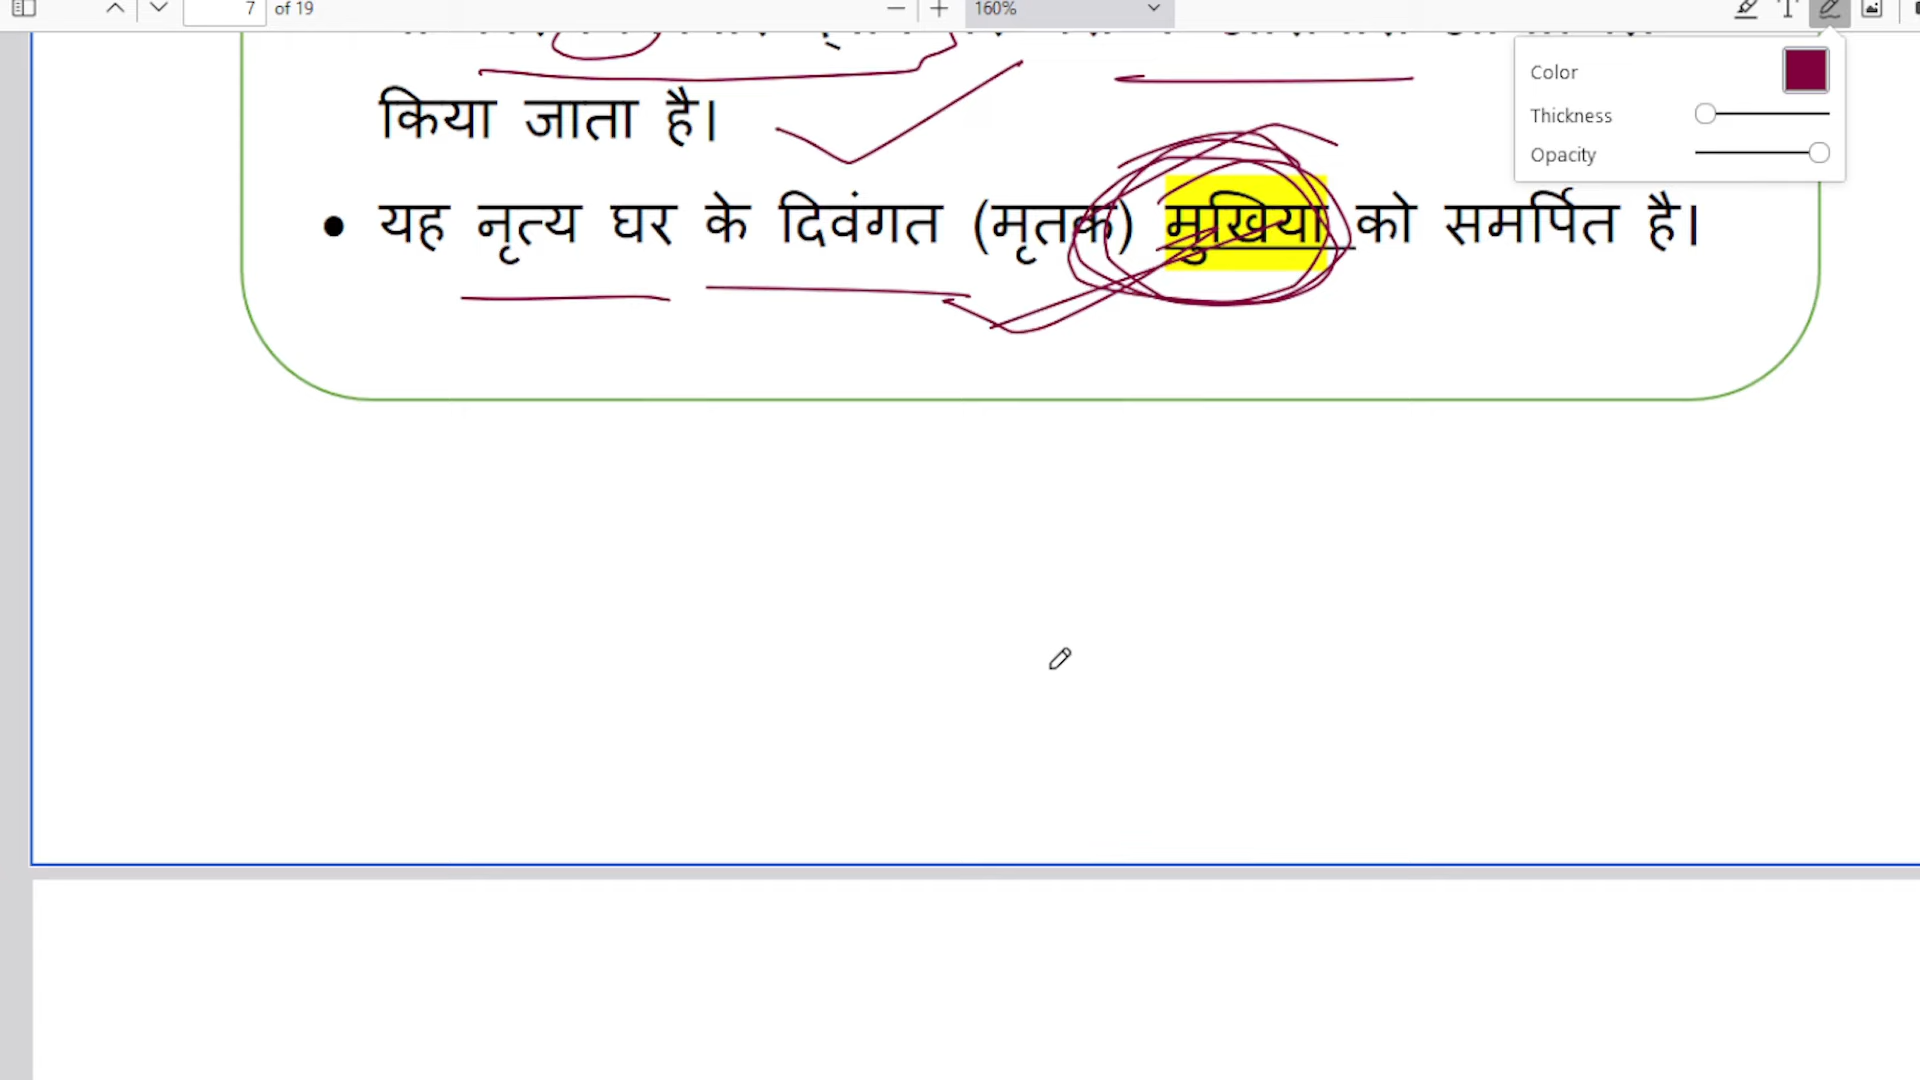 7 of 19 160%
Color
Thickness
Opacity
किया जाता है।
• यह नृत्य घर के दिवंगत (मृतक) मुखिया को समर्पित है।